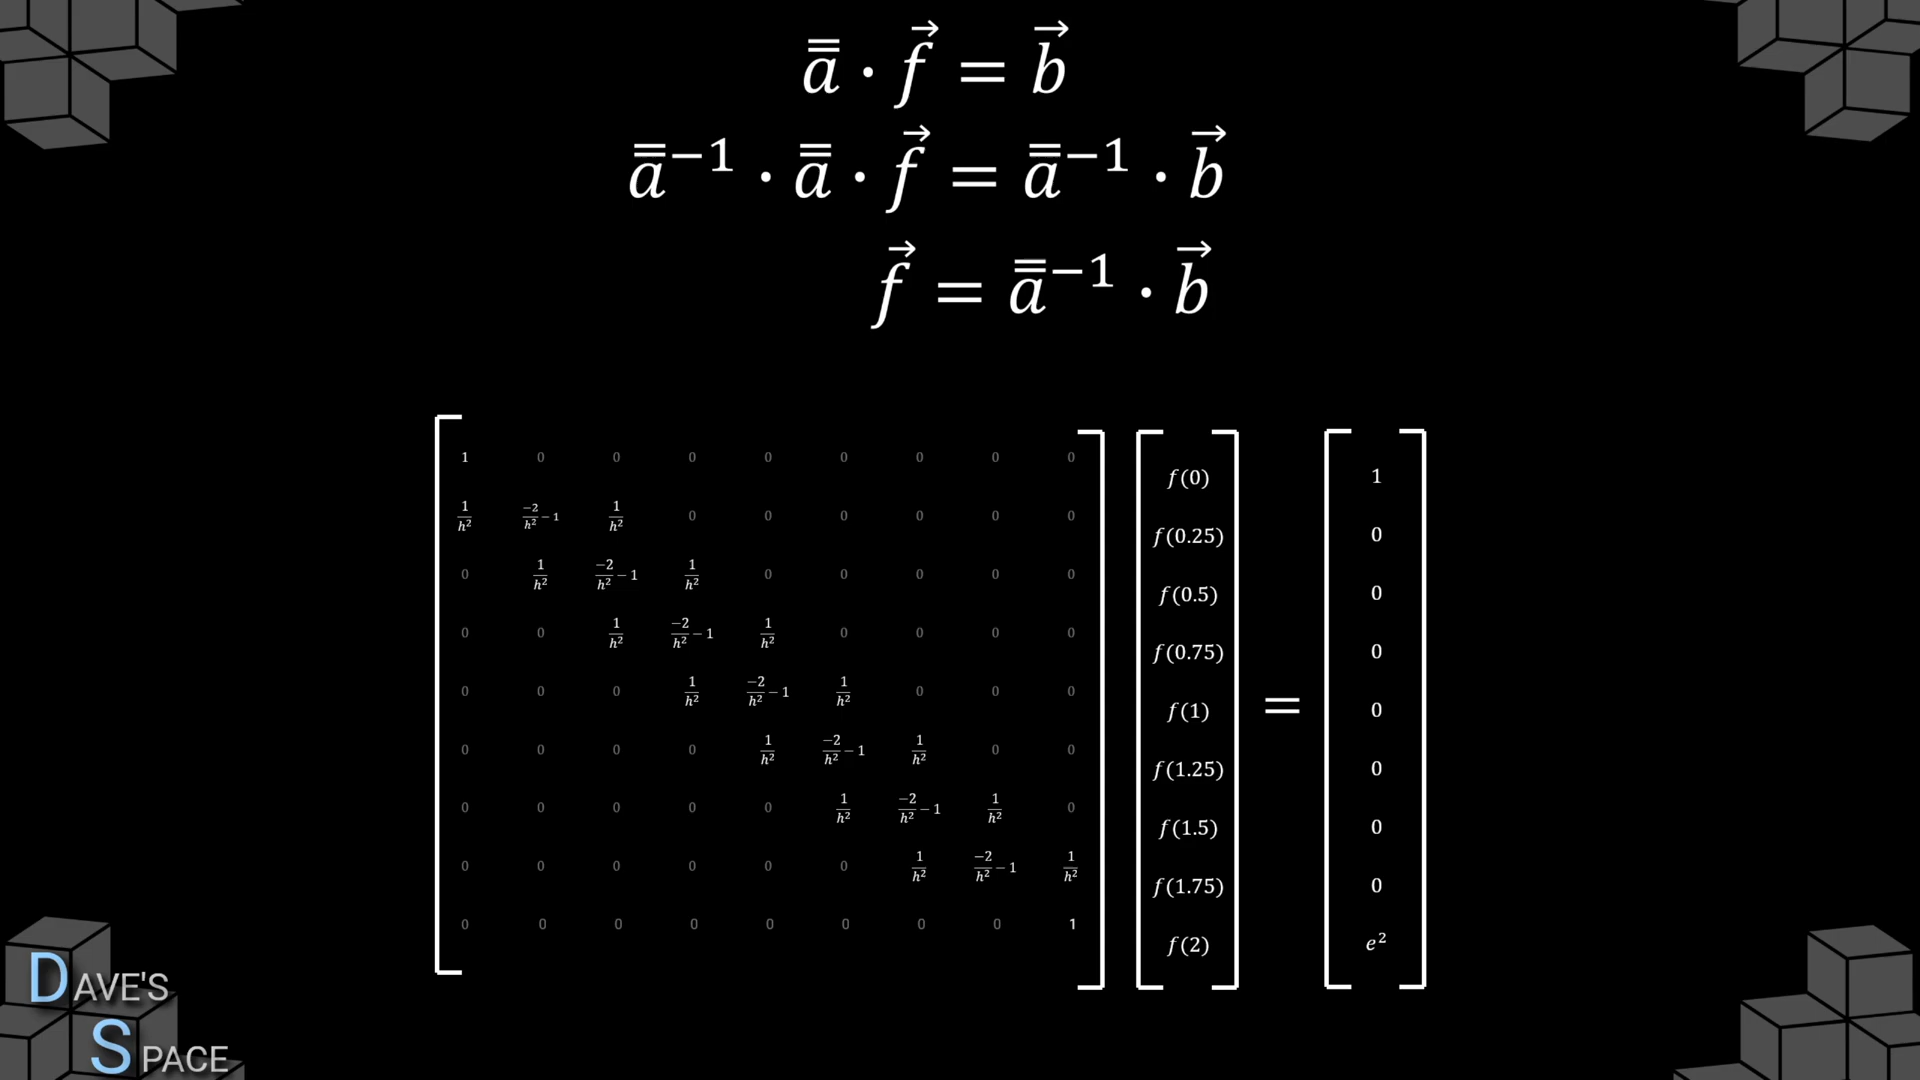 a̿ · f⃗ = b⃗
a̿⁻¹ · a̿ · f⃗ = a̿⁻¹ · b⃗
f⃗ = a̿⁻¹ · b⃗
1 0 0 0 0 0 0 0 0 f(0) 1
1/h² -2/h²-1 1/h² 0 0 0 0 0 0 f(0.25) 0
0 1/h² -2/h²-1 1/h² 0 0 0 0 0 f(0.5) 0
0 0 1/h² -2/h²-1 1/h² 0 0 0 0 f(0.75) 0
0 0 0 1/h² -2/h²-1 1/h² 0 0 0 f(1) = 0
0 0 0 0 1/h² -2/h²-1 1/h² 0 0 f(1.25) 0
0 0 0 0 0 1/h² -2/h²-1 1/h² 0 f(1.5) 0
0 0 0 0 0 0 1/h² -2/h²-1 1/h² f(1.75) 0
0 0 0 0 0 0 0 0 1 f(2) e²
DAVE'S
SPACE